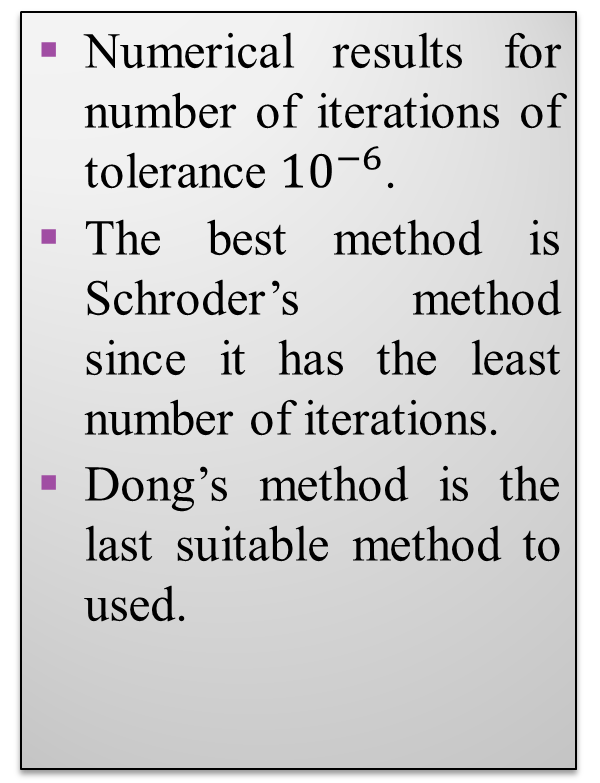 ▪ Numerical results for
number of iterations of
tolerance 10⁻⁶.
▪ The best method is
Schroder’s method
since it has the least
number of iterations.
▪ Dong’s method is the
last suitable method to
used.